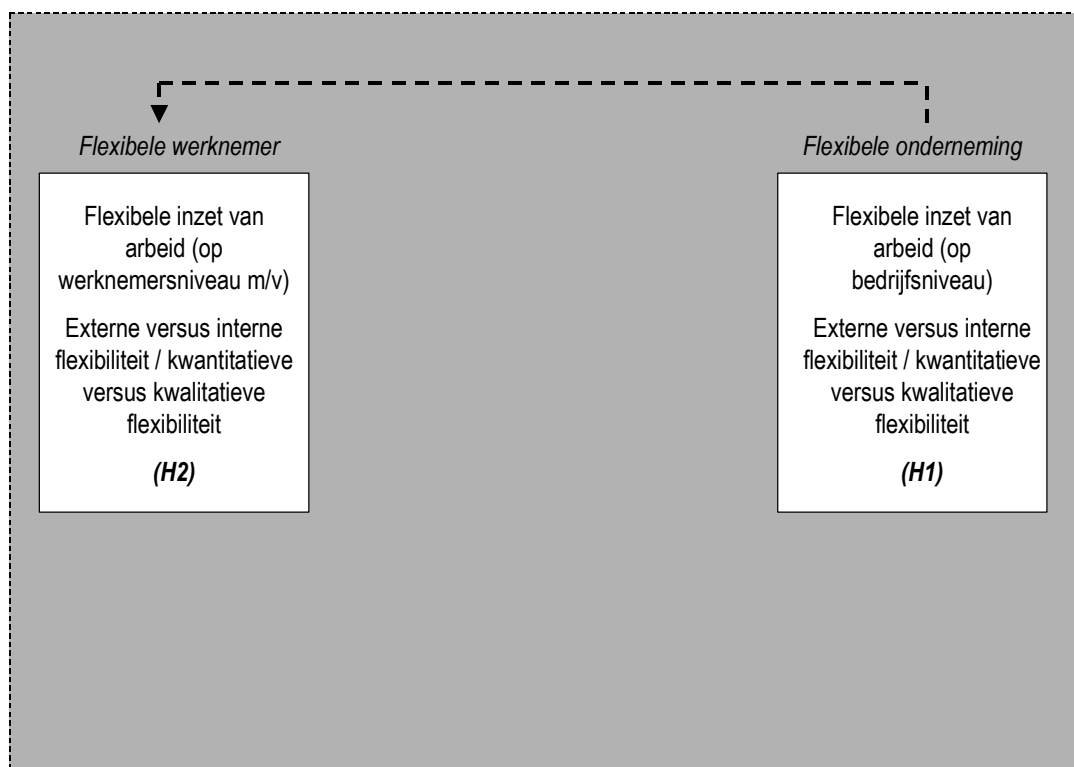 Flexibele werknemer
Flexibele inzet van
arbeid (op
werknemersniveau m/v)
Externe versus interne
flexibiliteit / kwantitatieve
versus kwalitatieve
flexibiliteit
(H2)
Flexibele onderneming
Flexibele inzet van
arbeid (op
bedrijfsniveau)
Externe versus interne
flexibiliteit / kwantitatieve
versus kwalitatieve
flexibiliteit
(H1)